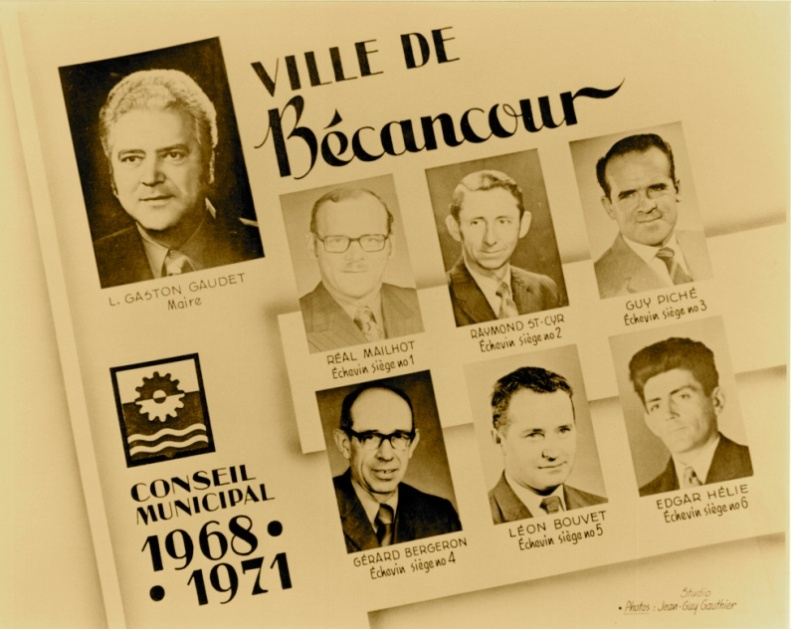 VILLE DE
Bécancour
L. GASTON GAUDET
Maire
RÉAL MAILHOT
Échevin siège no 1
RAYMOND ST-CYR
Échevin siège no 2
GUY PICHÉ
Échevin siège no 3
CONSEIL
MUNICIPAL
1968•
•1971
GÉRARD BERGERON
Échevin siège no 4
LÉON BOUVET
Échevin siège no 5
EDGAR HÉLIE
Échevin siège no 6
Studio
• Photos : Jean-Guy Gauthier